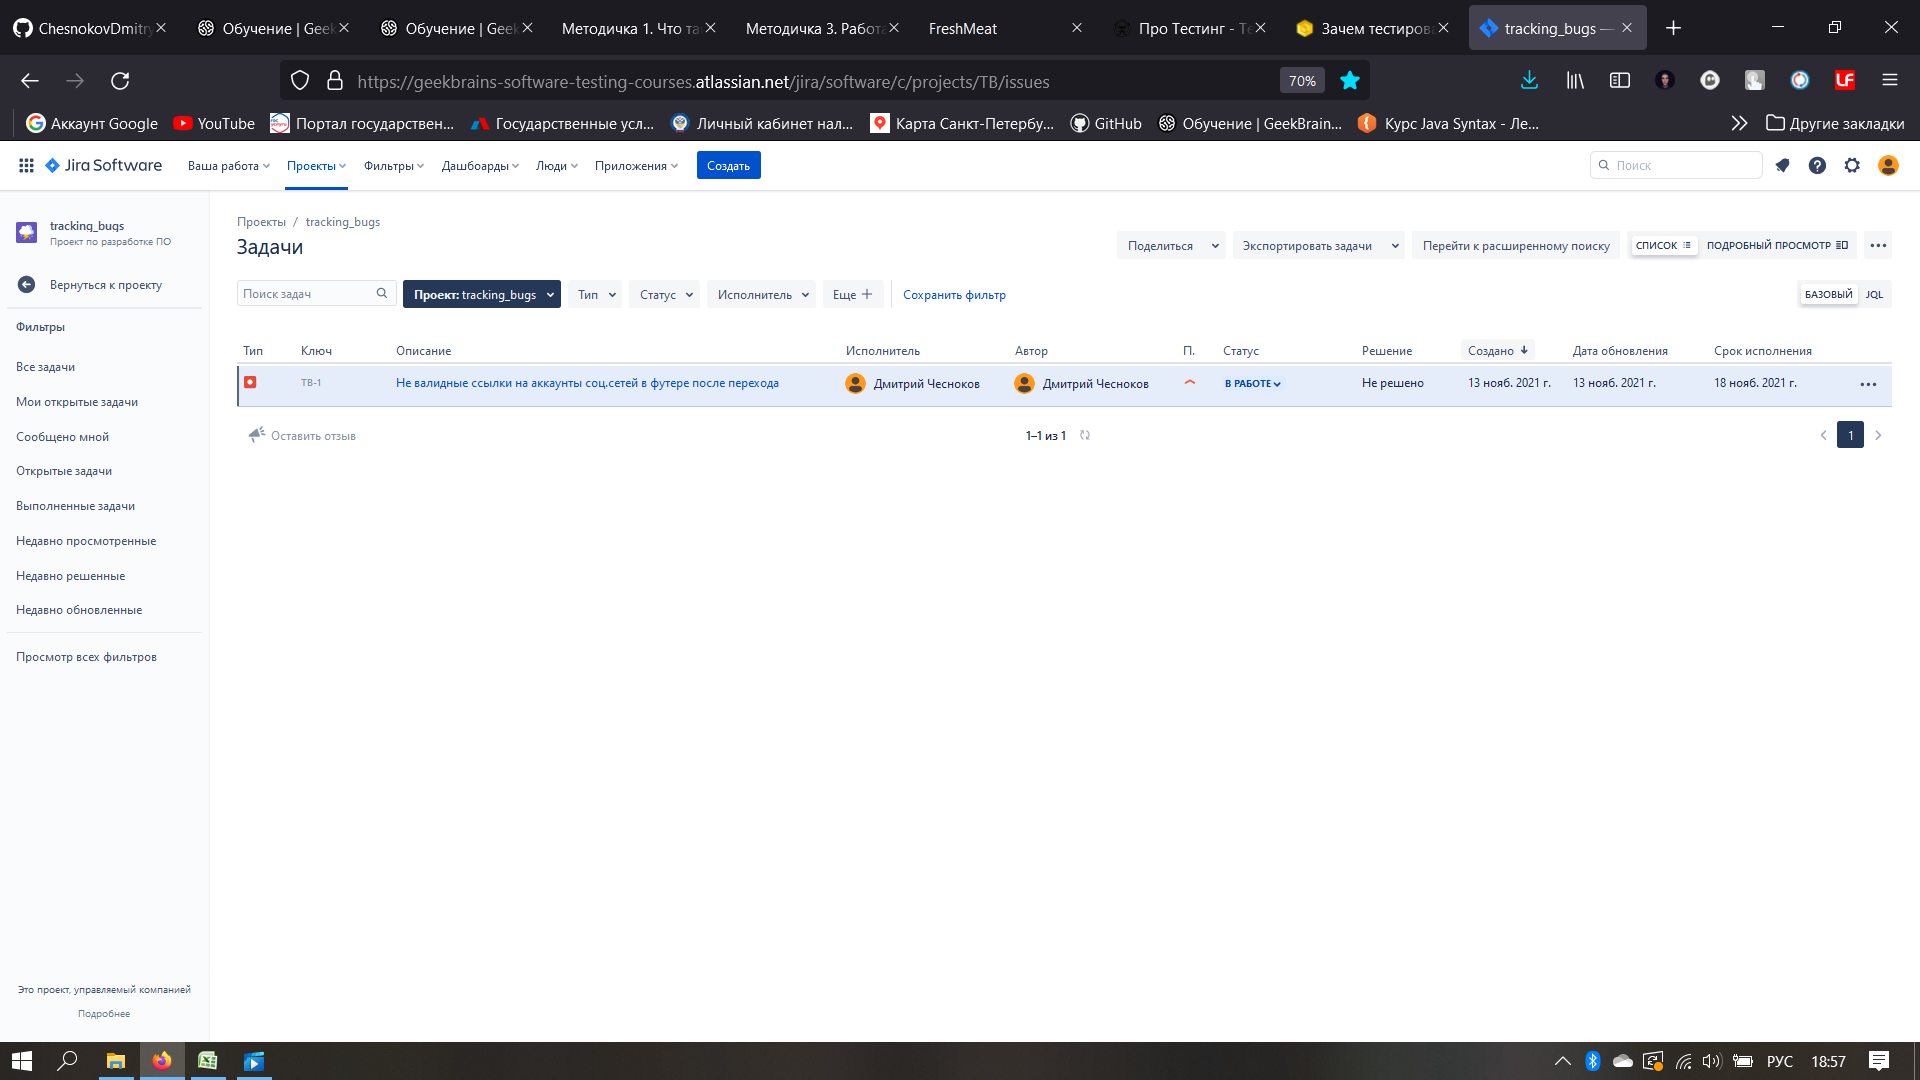 ChesnokovDmitry
Обучение | Geek
Обучение | Geek
Методичка 1. Что та
Методичка 3. Работа
FreshMeat
Про Тестинг - Те
Зачем тестирова
tracking_bugs —
https://geekbrains-software-testing-courses.atlassian.net/jira/software/c/projects/TB/issues
70%
Аккаунт Google
YouTube
Портал государствен...
Государственные усл...
Личный кабинет нал...
Карта Санкт-Петербу...
GitHub
Обучение | GeekBrain...
Курс Java Syntax - Ле...
Другие закладки
Jira Software
Ваша работа
Проекты
Фильтры
Дашборды
Люди
Приложения
Создать
Поиск
tracking_bugs
Проект по разработке ПО
Вернуться к проекту
Фильтры
Все задачи
Мои открытые задачи
Сообщено мной
Открытые задачи
Выполненные задачи
Недавно просмотренные
Недавно решенные
Недавно обновленные
Просмотр всех фильтров
Это проект, управляемый компанией
Подробнее
Проекты / tracking_bugs
Задачи
Поделиться
Экспортировать задачи
Перейти к расширенному поиску
СПИСОК
ПОДРОБНЫЙ ПРОСМОТР
Поиск задач
Проект: tracking_bugs
Тип
Статус
Исполнитель
Еще
Сохранить фильтр
БАЗОВЫЙ
JQL
Тип Ключ Описание Исполнитель Автор П. Статус Решение Создано Дата обновления Срок исполнения
TB-1 Не валидные ссылки на аккаунты соц.сетей в футере после перехода Дмитрий Чесноков Дмитрий Чесноков В РАБОТЕ Не решено 13 нояб. 2021 г. 13 нояб. 2021 г. 18 нояб. 2021 г.
Оставить отзыв
1–1 из 1
1
РУС
18:57